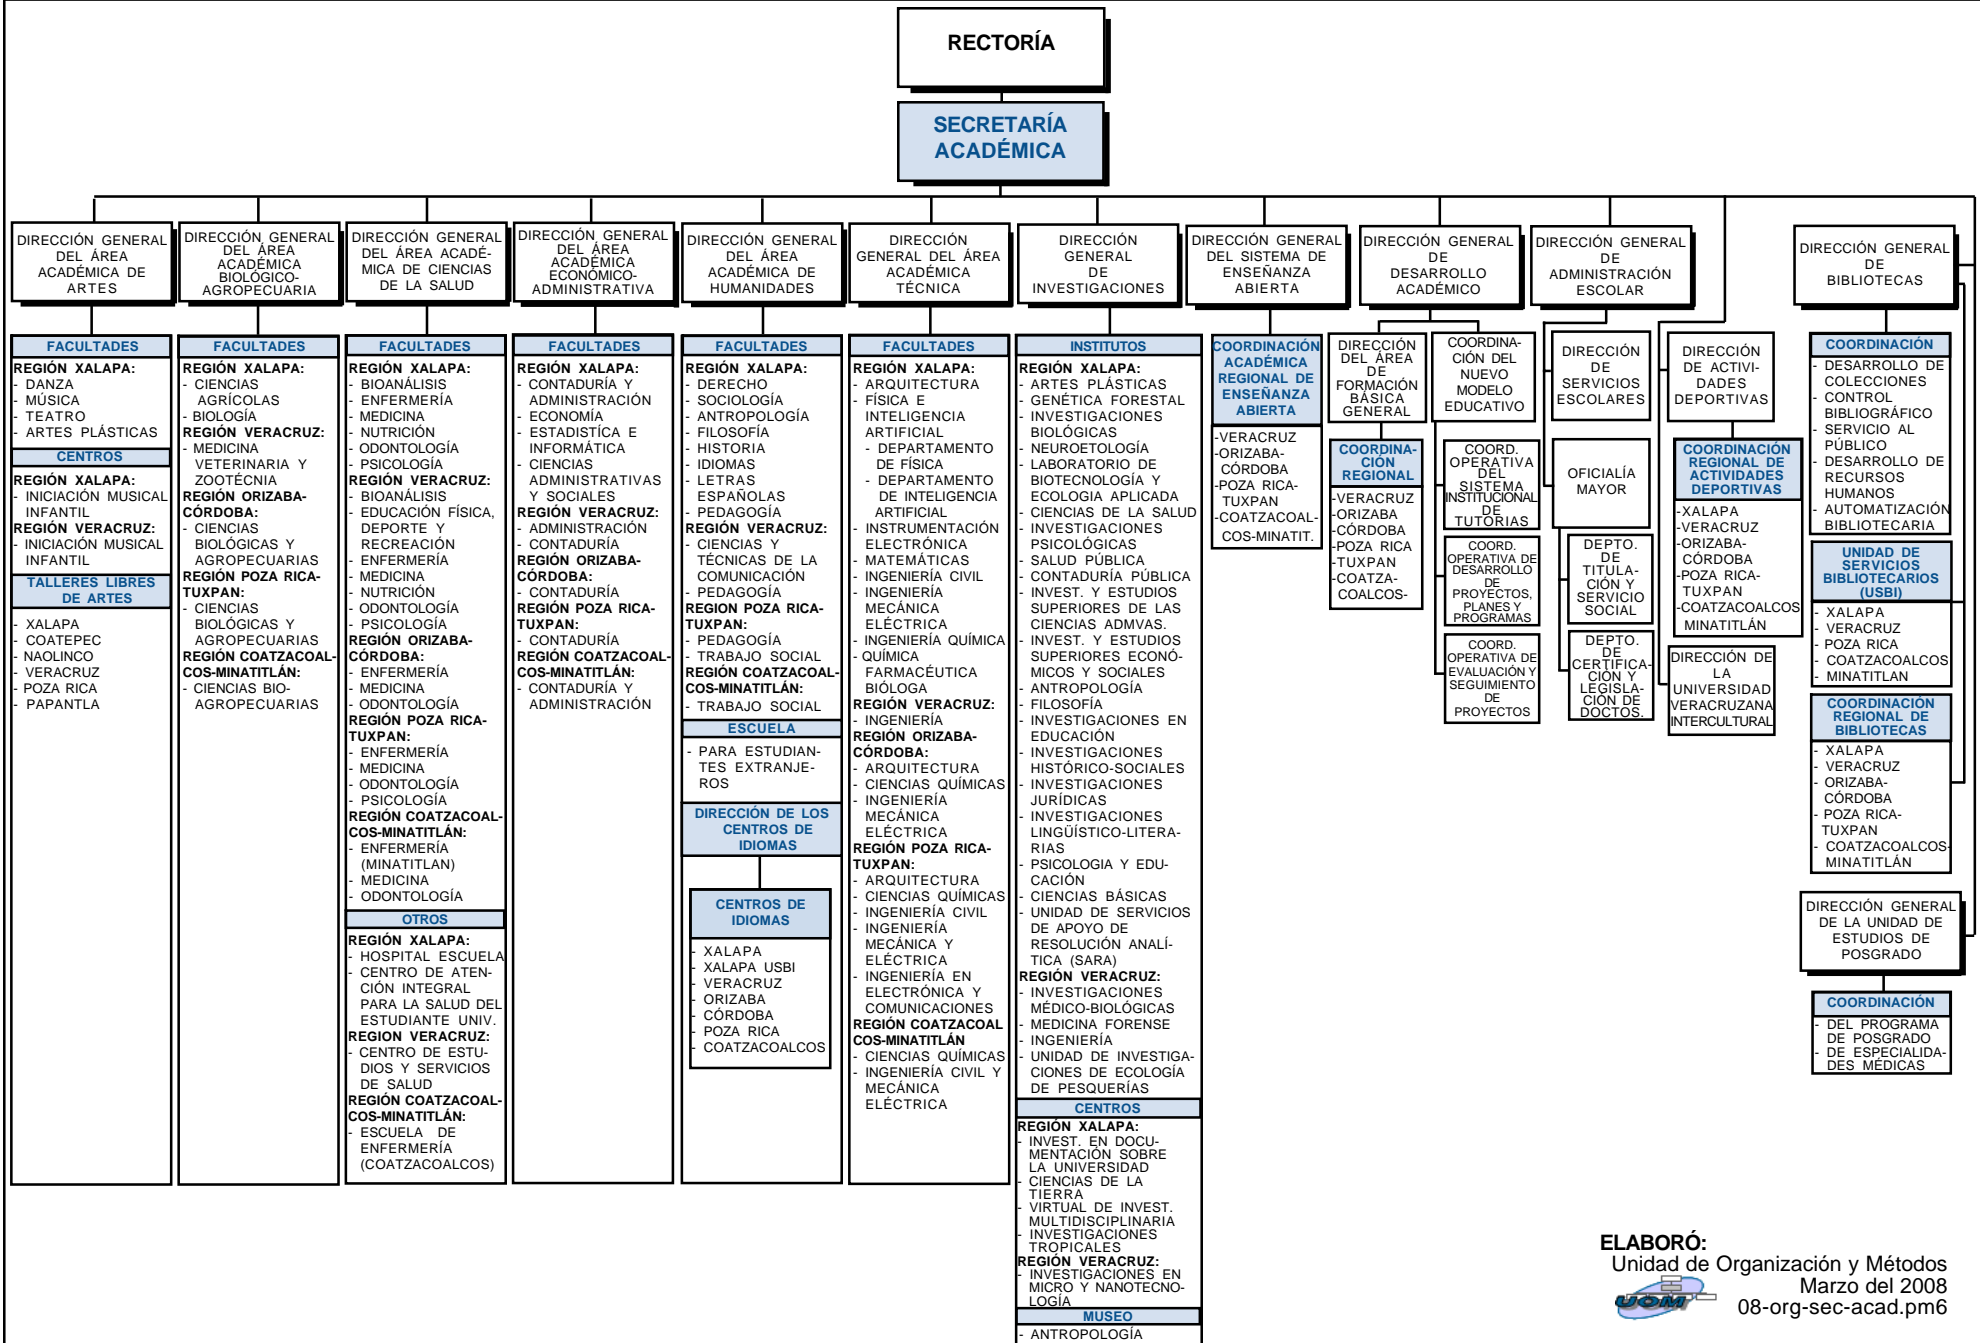 RECTORÍA
SECRETARÍA
ACADÉMICA
DIRECCIÓN GENERAL
DEL ÁREA
ACADÉMICA DE
ARTES
FACULTADES
REGIÓN XALAPA:
- DANZA
- MÚSICA
- TEATRO
- ARTES PLÁSTICAS
CENTROS
REGIÓN XALAPA:
- INICIACIÓN MUSICAL
INFANTIL
REGIÓN VERACRUZ:
- INICIACIÓN MUSICAL
INFANTIL
TALLERES LIBRES
DE ARTES
- XALAPA
- COATEPEC
- NAOLINCO
- VERACRUZ
- POZA RICA
- PAPANTLA
DIRECCIÓN GENERAL
DEL ÁREA
ACADÉMICA
BIOLÓGICO-
AGROPECUARIA
FACULTADES
REGIÓN XALAPA:
- CIENCIAS
AGRÍCOLAS
- BIOLOGÍA
REGIÓN VERACRUZ:
- MEDICINA
VETERINARIA Y
ZOOTÉCNIA
REGIÓN ORIZABA-
CÓRDOBA:
- CIENCIAS
BIOLÓGICAS Y
AGROPECUARIAS
REGIÓN POZA RICA-
TUXPAN:
- CIENCIAS
BIOLÓGICAS Y
AGROPECUARIAS
REGIÓN COATZACOAL-
COS-MINATITLÁN:
- CIENCIAS BIO-
AGROPECUARIAS
DIRECCIÓN GENERAL
DEL ÁREA ACADÉ-
MICA DE CIENCIAS
DE LA SALUD
FACULTADES
REGIÓN XALAPA:
- BIOANÁLISIS
- ENFERMERÍA
- MEDICINA
- NUTRICIÓN
- ODONTOLOGÍA
- PSICOLOGÍA
REGIÓN VERACRUZ:
- BIOANÁLISIS
- EDUCACIÓN FÍSICA,
DEPORTE Y
RECREACIÓN
- ENFERMERÍA
- MEDICINA
- NUTRICIÓN
- ODONTOLOGÍA
- PSICOLOGÍA
REGIÓN ORIZABA-
CÓRDOBA:
- ENFERMERÍA
- MEDICINA
- ODONTOLOGÍA
REGIÓN POZA RICA-
TUXPAN:
- ENFERMERÍA
- MEDICINA
- ODONTOLOGÍA
- PSICOLOGÍA
REGIÓN COATZACOAL-
COS-MINATITLÁN:
- ENFERMERÍA
(MINATITLAN)
- MEDICINA
- ODONTOLOGÍA
OTROS
REGIÓN XALAPA:
- HOSPITAL ESCUELA
- CENTRO DE ATEN-
CIÓN INTEGRAL
PARA LA SALUD DEL
ESTUDIANTE UNIV.
REGION VERACRUZ:
- CENTRO DE ESTU-
DIOS Y SERVICIOS
DE SALUD
REGIÓN COATZACOAL-
COS-MINATITLÁN:
- ESCUELA DE
ENFERMERÍA
(COATZACOALCOS)
DIRECCIÓN GENERAL
DEL ÁREA
ACADÉMICA
ECONÓMICO-
ADMINISTRATIVA
FACULTADES
REGIÓN XALAPA:
- CONTADURÍA Y
ADMINISTRACIÓN
- ECONOMÍA
- ESTADISTÍCA E
INFORMÁTICA
- CIENCIAS
ADMINISTRATIVAS
Y SOCIALES
REGIÓN VERACRUZ:
- ADMINISTRACIÓN
- CONTADURÍA
REGIÓN ORIZABA-
CÓRDOBA:
- CONTADURÍA
REGIÓN POZA RICA-
TUXPAN:
- CONTADURÍA
REGIÓN COATZACOAL-
COS-MINATITLÁN:
- CONTADURÍA Y
ADMINISTRACIÓN
DIRECCIÓN GENERAL
DEL ÁREA
ACADÉMICA DE
HUMANIDADES
FACULTADES
REGIÓN XALAPA:
- DERECHO
- SOCIOLOGÍA
- ANTROPOLOGÍA
- FILOSOFÍA
- HISTORIA
- IDIOMAS
- LETRAS
ESPAÑOLAS
- PEDAGOGÍA
REGIÓN VERACRUZ:
- CIENCIAS Y
TÉCNICAS DE LA
COMUNICACIÓN
- PEDAGOGÍA
REGION POZA RICA-
TUXPAN:
- PEDAGOGÍA
- TRABAJO SOCIAL
REGIÓN COATZACOAL-
COS-MINATITLÁN:
- TRABAJO SOCIAL
ESCUELA
- PARA ESTUDIAN-
TES EXTRANJE-
ROS
DIRECCIÓN DE LOS
CENTROS DE
IDIOMAS
CENTROS DE
IDIOMAS
- XALAPA
- XALAPA USBI
- VERACRUZ
- ORIZABA
- CÓRDOBA
- POZA RICA
- COATZACOALCOS
DIRECCIÓN
GENERAL DEL ÁREA
ACADÉMICA
TÉCNICA
FACULTADES
REGIÓN XALAPA:
- ARQUITECTURA
- FÍSICA E
INTELIGENCIA
ARTIFICIAL
- DEPARTAMENTO
DE FÍSICA
- DEPARTAMENTO
DE INTELIGENCIA
ARTIFICIAL
- INSTRUMENTACIÓN
ELECTRÓNICA
- MATEMÁTICAS
- INGENIERÍA CIVIL
- INGENIERÍA
MECÁNICA
ELÉCTRICA
- INGENIERÍA QUÍMICA
- QUÍMICA
FARMACÉUTICA
BIÓLOGA
REGIÓN VERACRUZ:
- INGENIERÍA
REGIÓN ORIZABA-
CÓRDOBA:
- ARQUITECTURA
- CIENCIAS QUÍMICAS
- INGENIERÍA
MECÁNICA
ELÉCTRICA
REGIÓN POZA RICA-
TUXPAN:
- ARQUITECTURA
- CIENCIAS QUÍMICAS
- INGENIERÍA CIVIL
- INGENIERÍA
MECÁNICA Y
ELÉCTRICA
- INGENIERÍA EN
ELECTRÓNICA Y
COMUNICACIONES
REGIÓN COATZACOAL
COS-MINATITLÁN
- CIENCIAS QUÍMICAS
- INGENIERÍA CIVIL Y
MECÁNICA
ELÉCTRICA
DIRECCIÓN
GENERAL
DE
INVESTIGACIONES
INSTITUTOS
REGIÓN XALAPA:
- ARTES PLÁSTICAS
- GENÉTICA FORESTAL
- INVESTIGACIONES
BIOLÓGICAS
- NEUROETOLOGÍA
- LABORATORIO DE
BIOTECNOLOGÍA Y
ECOLOGIA APLICADA
- CIENCIAS DE LA SALUD
- INVESTIGACIONES
PSICOLÓGICAS
- SALUD PÚBLICA
- CONTADURÍA PÚBLICA
- INVEST. Y ESTUDIOS
SUPERIORES DE LAS
CIENCIAS ADMVAS.
- INVEST. Y ESTUDIOS
SUPERIORES ECONÓ-
MICOS Y SOCIALES
- ANTROPOLOGÍA
- FILOSOFÍA
- INVESTIGACIONES EN
EDUCACIÓN
- INVESTIGACIONES
HISTÓRICO-SOCIALES
- INVESTIGACIONES
JURÍDICAS
- INVESTIGACIONES
LINGÜÍSTICO-LITERA-
RIAS
- PSICOLOGIA Y EDU-
CACIÓN
- CIENCIAS BÁSICAS
- UNIDAD DE SERVICIOS
DE APOYO DE
RESOLUCIÓN ANALÍ-
TICA (SARA)
REGIÓN VERACRUZ:
- INVESTIGACIONES
MÉDICO-BIOLÓGICAS
- MEDICINA FORENSE
- INGENIERÍA
- UNIDAD DE INVESTIGA-
CIONES DE ECOLOGÍA
DE PESQUERÍAS
CENTROS
REGIÓN XALAPA:
- INVEST. EN DOCU-
MENTACIÓN SOBRE
LA UNIVERSIDAD
- CIENCIAS DE LA
TIERRA
- VIRTUAL DE INVEST.
MULTIDISCIPLINARIA
- INVESTIGACIONES
TROPICALES
REGIÓN VERACRUZ:
- INVESTIGACIONES EN
MICRO Y NANOTECNO-
LOGÍA
MUSEO
- ANTROPOLOGÍA
DIRECCIÓN GENERAL
DEL SISTEMA DE
ENSEÑANZA
ABIERTA
COORDINACIÓN
ACADÉMICA
REGIONAL DE
ENSEÑANZA
ABIERTA
-VERACRUZ
-ORIZABA-
CÓRDOBA
-POZA RICA-
TUXPAN
-COATZACOAL-
COS-MINATIT.
DIRECCIÓN GENERAL
DE
DESARROLLO
ACADÉMICO
DIRECCIÓN
DEL ÁREA
DE
FORMACIÓN
BÁSICA
GENERAL
COORDINA-
CIÓN
REGIONAL
-VERACRUZ
-ORIZABA
-CÓRDOBA
-POZA RICA
-TUXPAN
-COATZA-
COALCOS-
COORDINA-
CIÓN DEL
NUEVO
MODELO
EDUCATIVO
COORD.
OPERATIVA
DEL
SISTEMA
INSTITUCIONAL
DE
TUTORIAS
COORD.
OPERATIVA DE
DESARROLLO
DE
PROYECTOS,
PLANES Y
PROGRAMAS
COORD.
OPERATIVA DE
EVALUACIÓN Y
SEGUIMIENTO
DE
PROYECTOS
DIRECCIÓN GENERAL
DE
ADMINISTRACIÓN
ESCOLAR
DIRECCIÓN
DE
SERVICIOS
ESCOLARES
OFICIALÍA
MAYOR
DEPTO.
DE
TITULA-
CIÓN Y
SERVICIO
SOCIAL
DEPTO.
DE
CERTIFICA-
CIÓN Y
LEGISLA-
CIÓN DE
DOCTOS.
DIRECCIÓN
DE ACTIVI-
DADES
DEPORTIVAS
COORDINACIÓN
REGIONAL DE
ACTIVIDADES
DEPORTIVAS
-XALAPA
-VERACRUZ
-ORIZABA-
CÓRDOBA
-POZA RICA-
TUXPAN
-COATZACOALCOS
MINATITLÁN
DIRECCIÓN DE
LA
UNIVERSIDAD
VERACRUZANA
INTERCULTURAL
DIRECCIÓN GENERAL
DE
BIBLIOTECAS
COORDINACIÓN
- DESARROLLO DE
COLECCIONES
- CONTROL
BIBLIOGRÁFICO
- SERVICIO AL
PÚBLICO
- DESARROLLO DE
RECURSOS
HUMANOS
- AUTOMATIZACIÓN
BIBLIOTECARIA
UNIDAD DE
SERVICIOS
BIBLIOTECARIOS
(USBI)
- XALAPA
- VERACRUZ
- POZA RICA
- COATZACOALCOS
- MINATITLAN
COORDINACIÓN
REGIONAL DE
BIBLIOTECAS
- XALAPA
- VERACRUZ
- ORIZABA-
CÓRDOBA
- POZA RICA-
TUXPAN
- COATZACOALCOS-
MINATITLÁN
DIRECCIÓN GENERAL
DE LA UNIDAD DE
ESTUDIOS DE
POSGRADO
COORDINACIÓN
- DEL PROGRAMA
DE POSGRADO
- DE ESPECIALIDA-
DES MÉDICAS
ELABORÓ:
Unidad de Organización y Métodos
Marzo del 2008
UOM
08-org-sec-acad.pm6